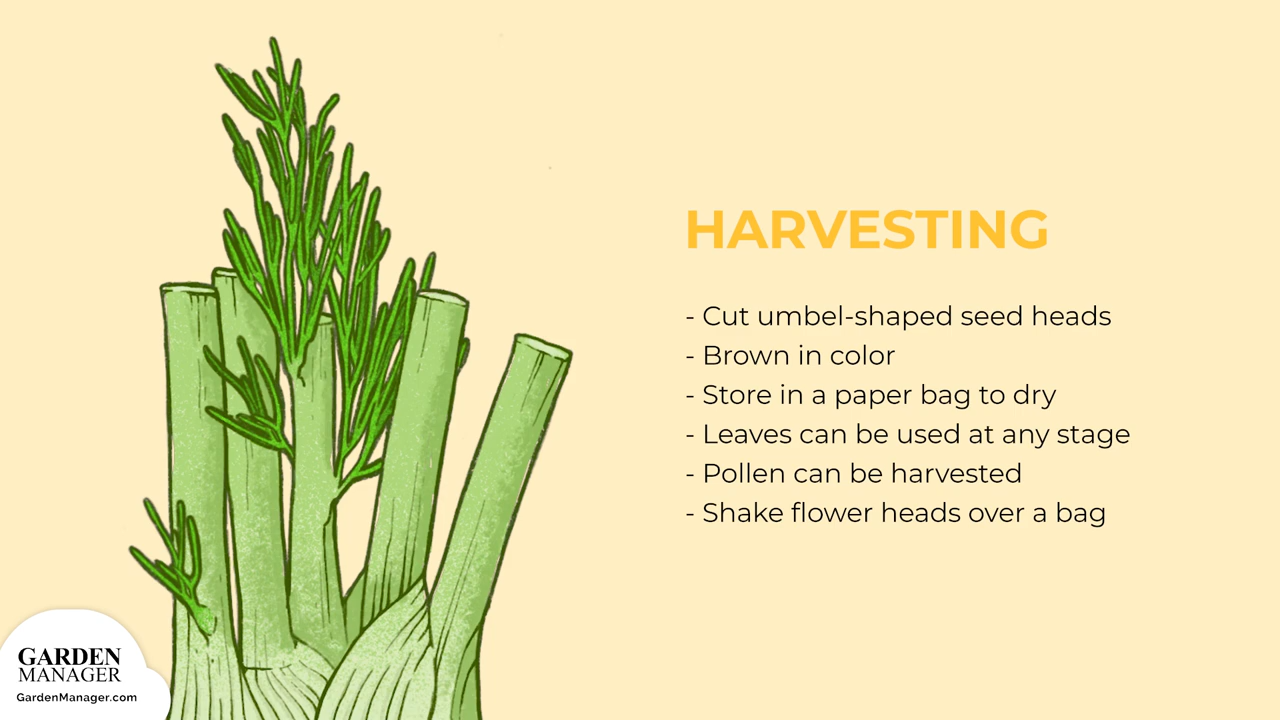 HARVESTING
- Cut umbel-shaped seed heads
- Brown in color
- Store in a paper bag to dry
- Leaves can be used at any stage
- Pollen can be harvested
- Shake flower heads over a bag
GARDEN
MANAGER
GardenManager.com